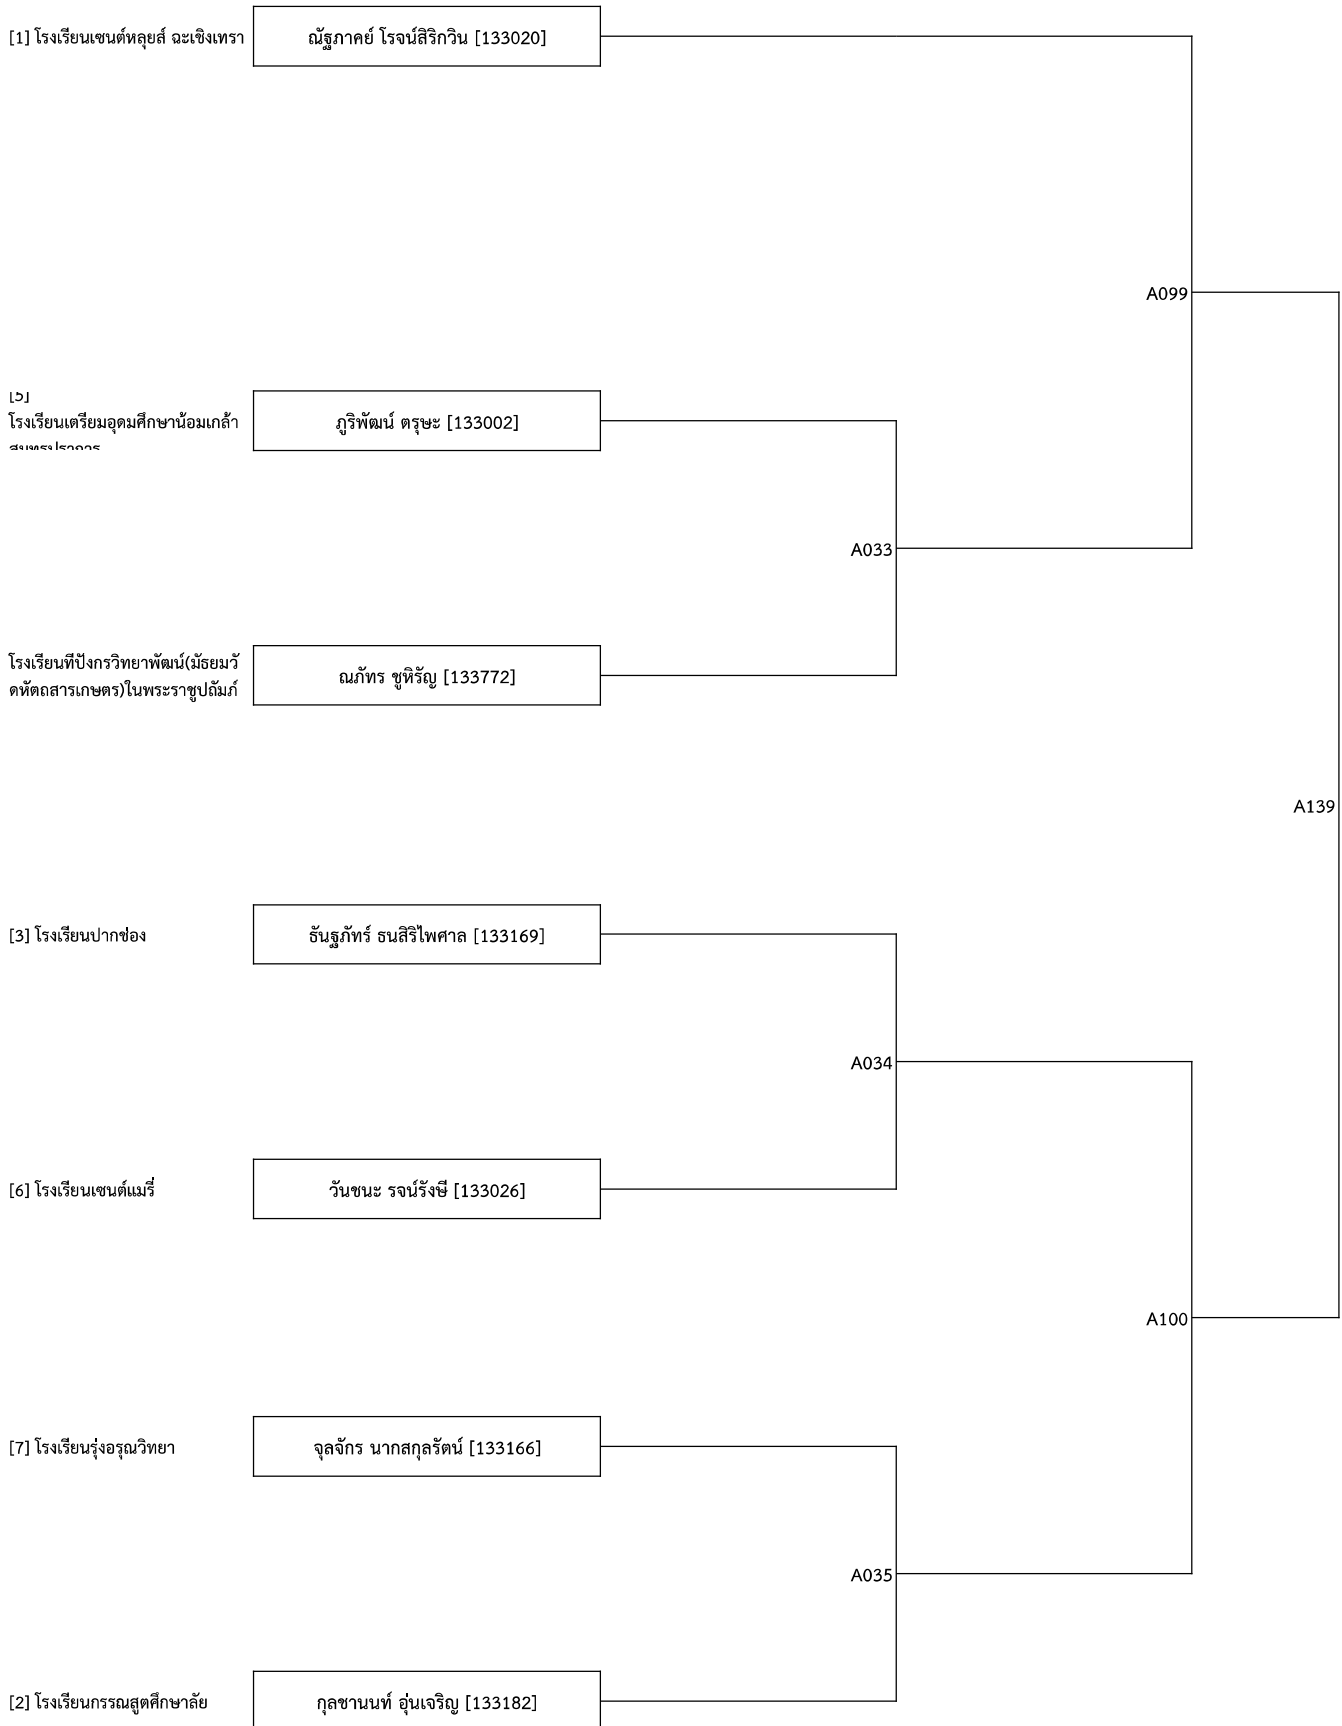 [1] โรงเรียนเซนต์หลุยส์ ฉะเชิงเทรา
ณัฐภาคย์ โรจน์สิริกวิน [133020]
A099
[5]
โรงเรียนเตรียมอุดมศึกษาน้อมเกล้า
สมุทรปราการ
ภูริพัฒน์ ตรุษะ [133002]
A033
โรงเรียนทีปังกรวิทยาพัฒน์(มัธยมวั
ดหัตถสารเกษตร)ในพระราชูปถัมภ์
ณภัทร ชูหิรัญ [133772]
A139
[3] โรงเรียนปากช่อง
ธันฐภัทร์ ธนสิริไพศาล [133169]
A034
[6] โรงเรียนเซนต์แมรี่
วันชนะ รจน์รังษี [133026]
A100
[7] โรงเรียนรุ่งอรุณวิทยา
จุลจักร นากสกุลรัตน์ [133166]
A035
[2] โรงเรียนกรรณสูตศึกษาลัย
กุลชานนท์ อุ่นเจริญ [133182]